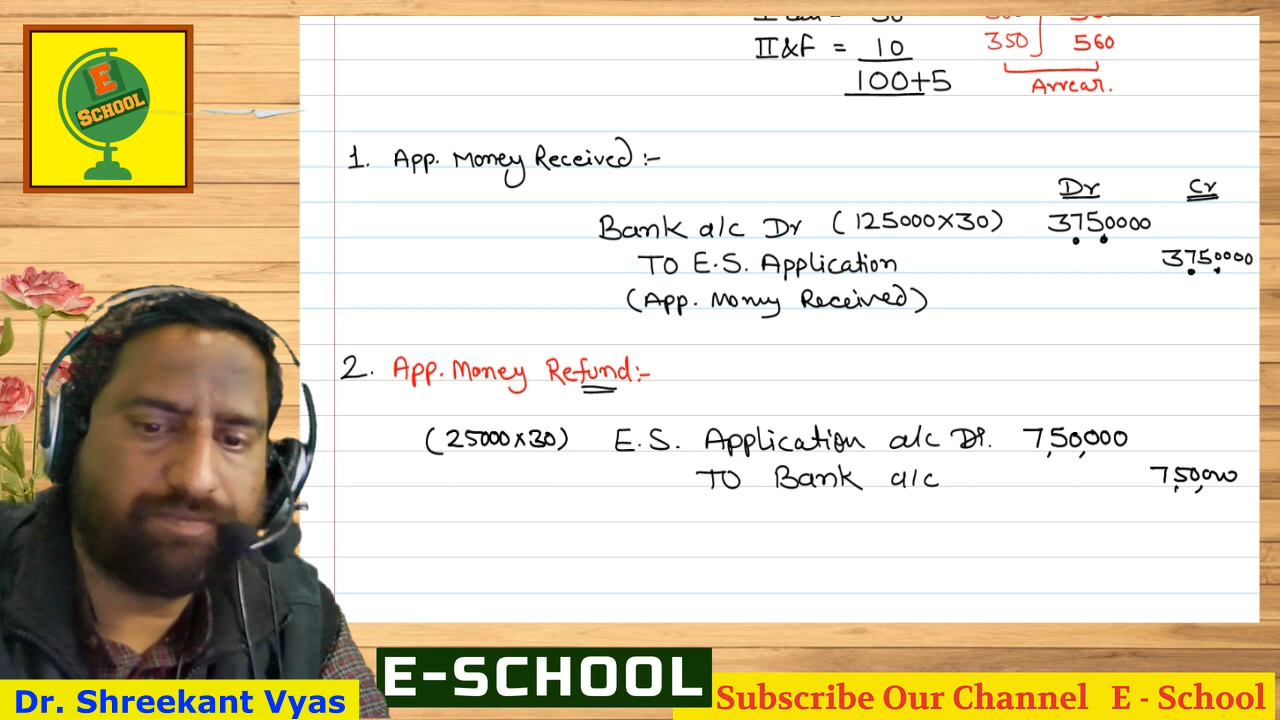 E
SCHOOL
II&F = 10 350 560
100+5 Arrear.
1. App. Money Received :-
Dr Cr
Bank a/c Dr (125000×30) 3750000
TO E.S. Application 3750000
(App. Money Received)
2. App. Money Refund:-
(25000×30) E.S. Application a/c Dr. 7,50,000
TO Bank a/c 7,50,000
E-SCHOOL
Dr. Shreekant Vyas
Subscribe Our Channel E - School